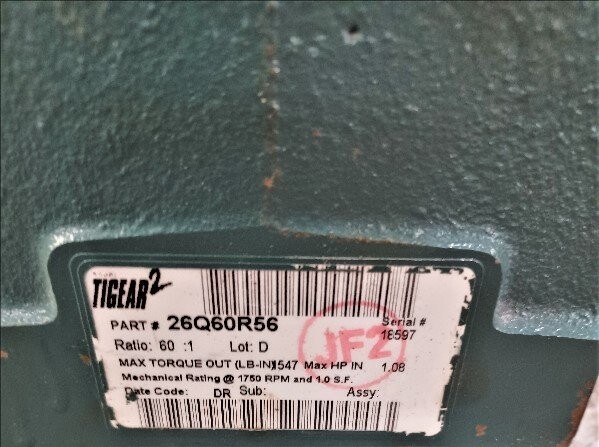 TIGEAR2
PART # 26Q60R56
Serial #
18597
Ratio: 60 :1 Lot: D
JF2
MAX TORQUE OUT (LB-IN)1547 Max HP IN 1.08
Mechanical Rating @ 1750 RPM and 1.0 S.F.
Date Code: DR Sub: Assy: